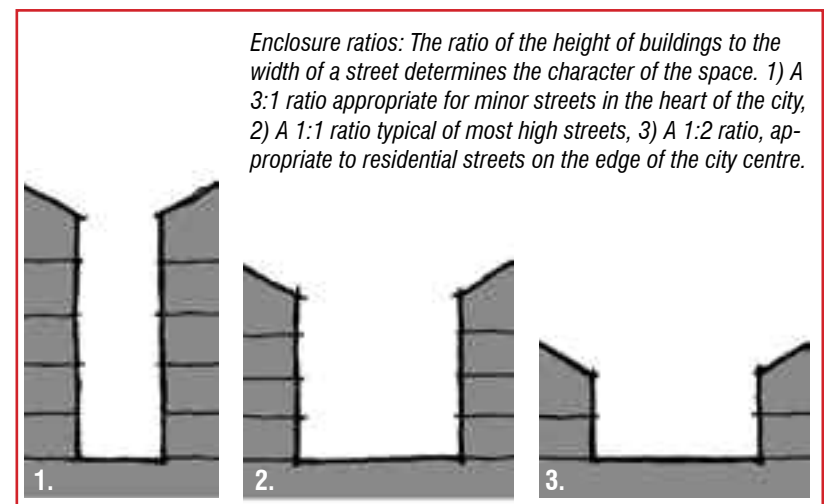 Enclosure ratios: The ratio of the height of buildings to the
width of a street determines the character of the space. 1) A
3:1 ratio appropriate for minor streets in the heart of the city,
2) A 1:1 ratio typical of most high streets, 3) A 1:2 ratio, ap-
propriate to residential streets on the edge of the city centre.
1.
2.
3.